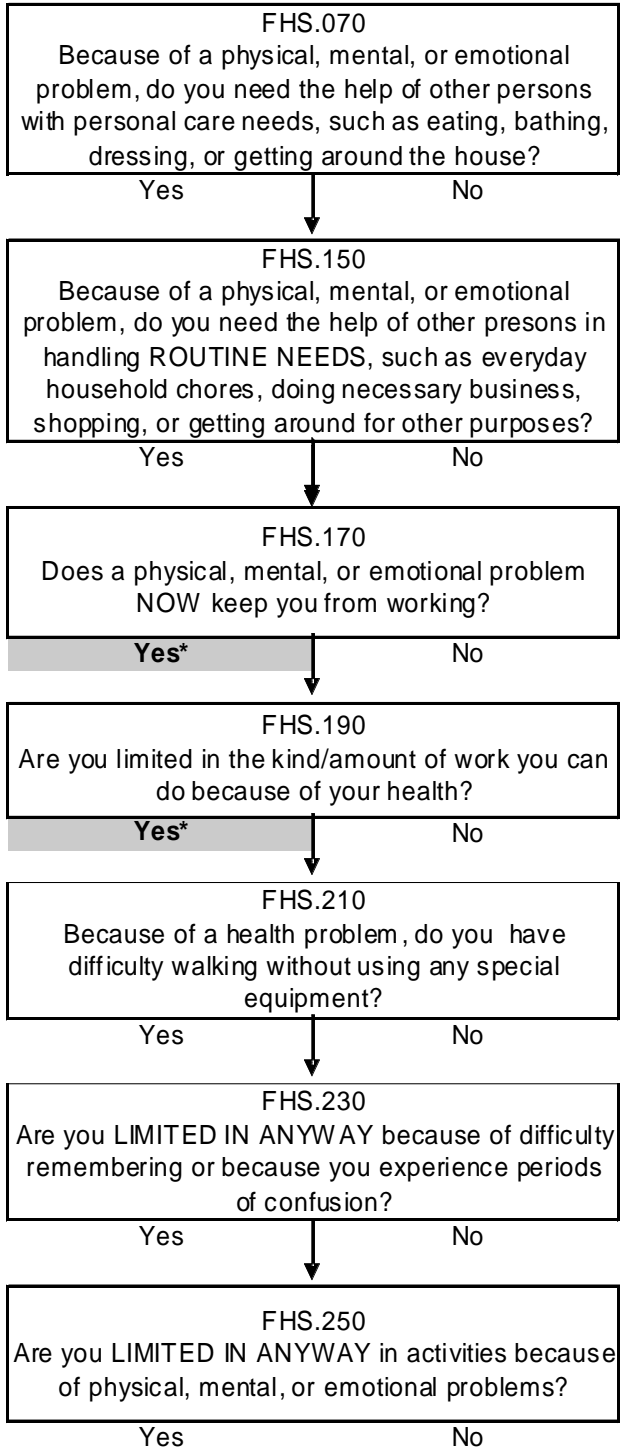 FHS.070
Because of a physical, mental, or emotional
problem, do you need the help of other persons
with personal care needs, such as eating, bathing,
dressing, or getting around the house?
Yes No
FHS.150
Because of a physical, mental, or emotional
problem, do you need the help of other presons in
handling ROUTINE NEEDS, such as everyday
household chores, doing necessary business,
shopping, or getting around for other purposes?
Yes No
FHS.170
Does a physical, mental, or emotional problem
NOW keep you from working?
Yes* No
FHS.190
Are you limited in the kind/amount of work you can
do because of your health?
Yes* No
FHS.210
Because of a health problem, do you have
difficulty walking without using any special
equipment?
Yes No
FHS.230
Are you LIMITED IN ANYWAY because of difficulty
remembering or because you experience periods
of confusion?
Yes No
FHS.250
Are you LIMITED IN ANYWAY in activities because
of physical, mental, or emotional problems?
Yes No